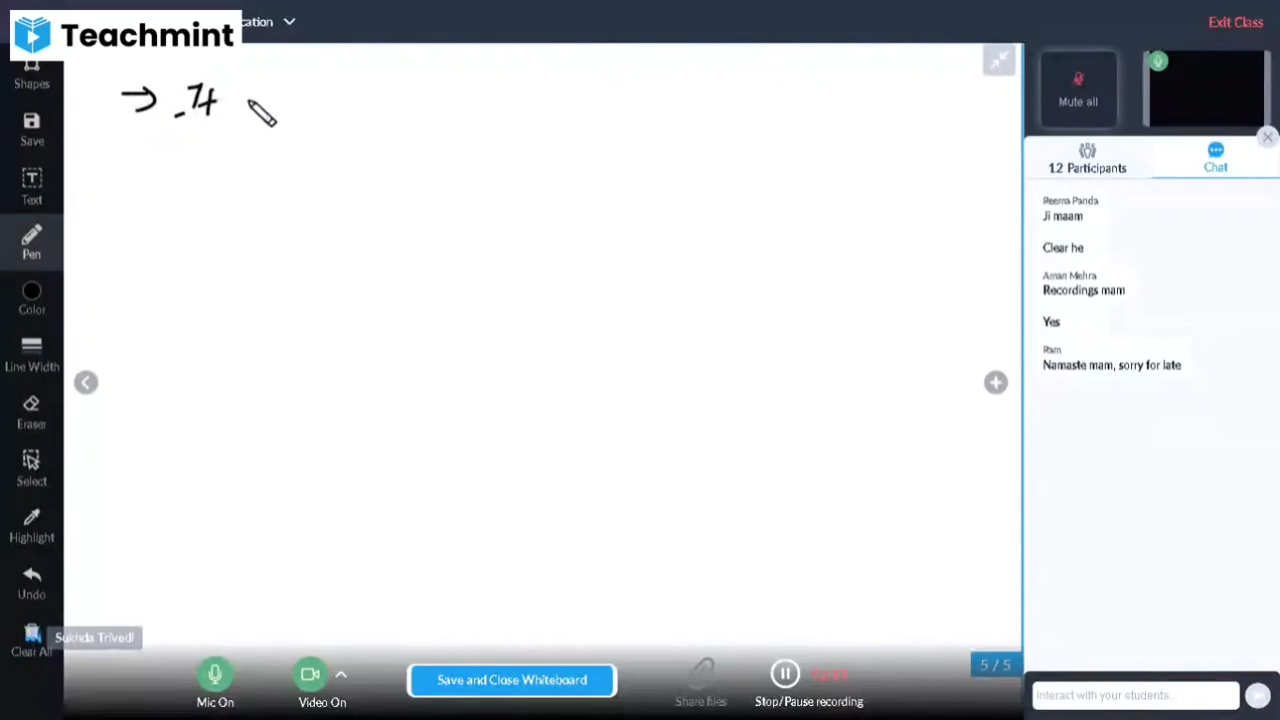 Teachmint
cation
Exit Class
Shapes
Save
Text
Pen
Color
Line Width
Eraser
Select
Highlight
Undo
Clear All
Sukhda Trivedi
Mute all
12 Participants
Chat
Reema Panda
Ji maam
Clear he
Aman Mehra
Recordings mam
Yes
Ram
Namaste mam, sorry for late
5 / 5
Mic On
Video On
Save and Close Whiteboard
Share files
Stop/Pause recording
Interact with your students...